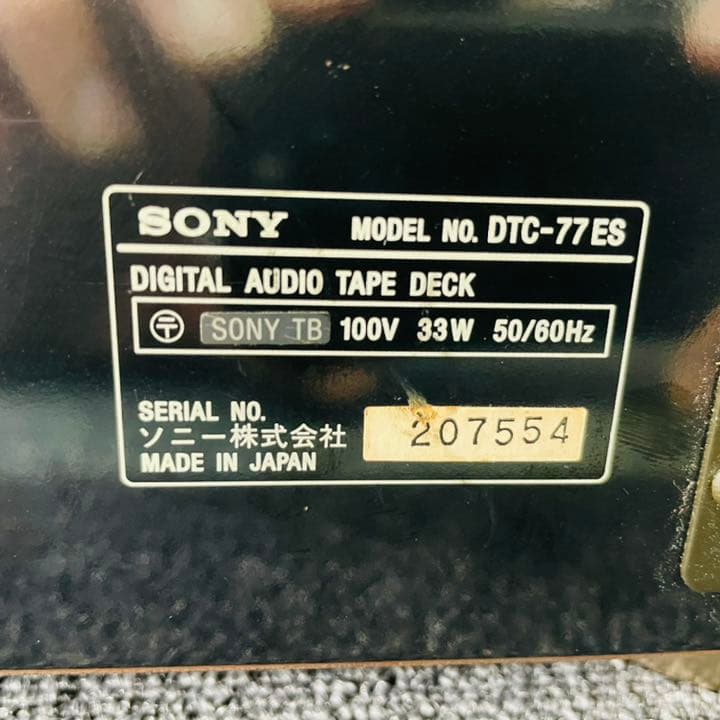 SONY MODEL NO. DTC-77ES
DIGITAL AUDIO TAPE DECK
〒 SONY TB 100V 33W 50/60Hz
SERIAL NO.
ソニー株式会社 207554
MADE IN JAPAN